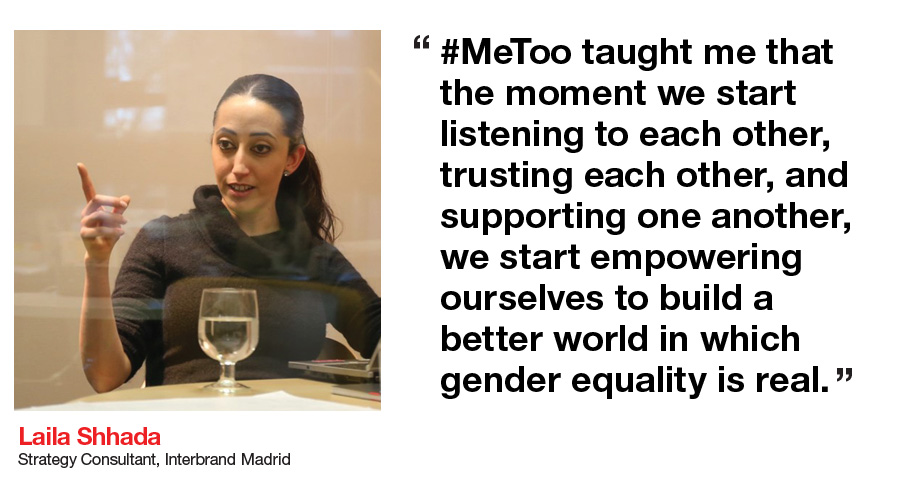 “ #MeToo taught me that
the moment we start
listening to each other,
trusting each other, and
supporting one another,
we start empowering
ourselves to build a
better world in which
gender equality is real. ”
Laila Shhada
Strategy Consultant, Interbrand Madrid